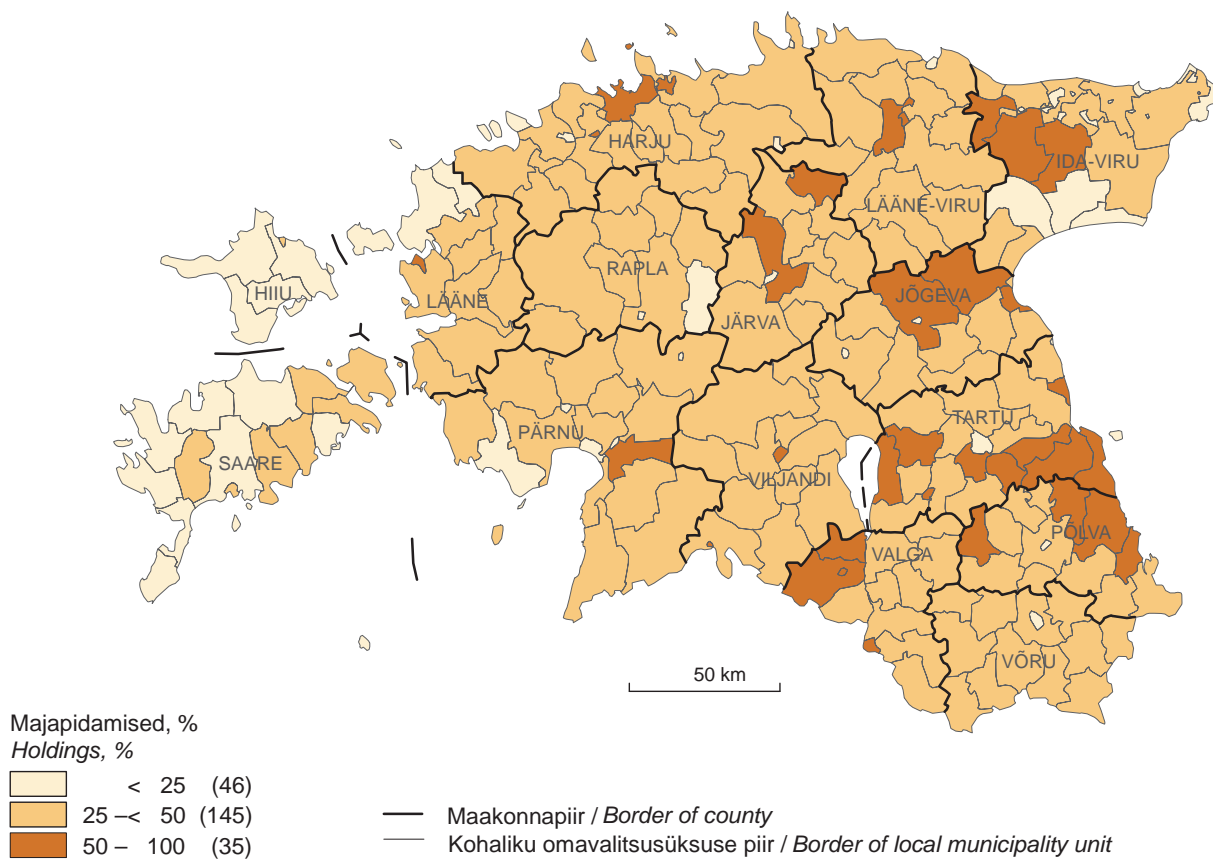 HARJU
IDA-VIRU
LÄÄNE-VIRU
RAPLA
HIIU
LÄÄNE
JÕGEVA
JÄRVA
TARTU
PÄRNU
SAARE
VILJANDI
PÕLVA
VALGA
VÕRU
50 km
Majapidamised, %
Holdings, %
< 25 (46)
25 –< 50 (145)
50 – 100 (35)
Maakonnapiir / Border of county
Kohaliku omavalitsusüksuse piir / Border of local municipality unit